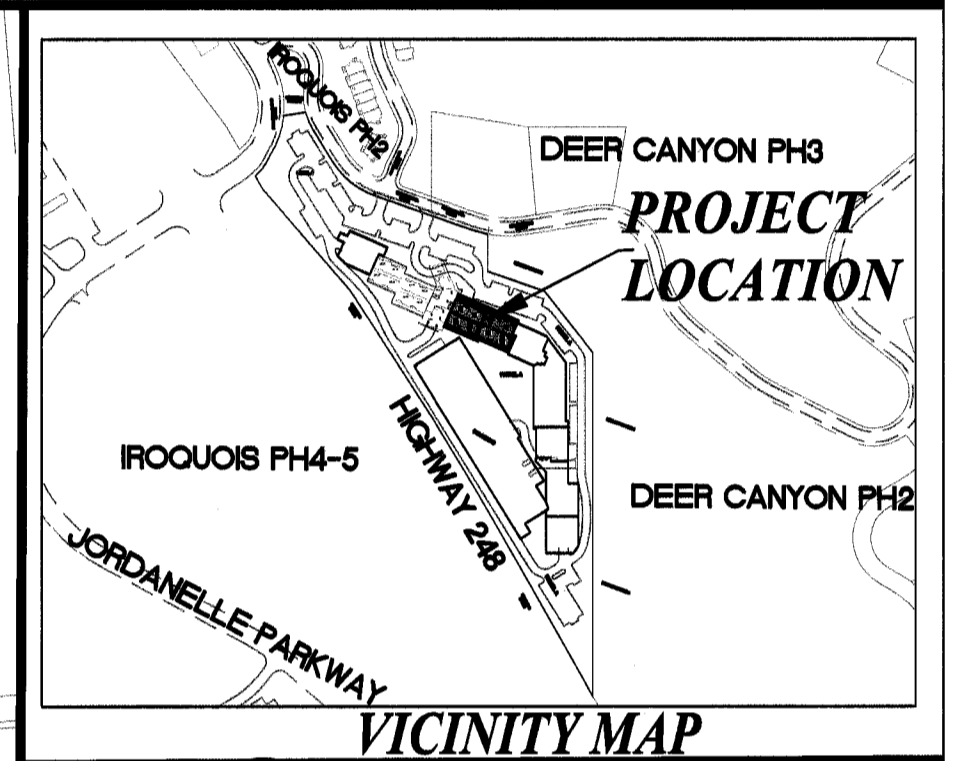 IROQUOIS PH2
DEER CANYON PH3
PROJECT
LOCATION
HIGHWAY 248
IROQUOIS PH4-5
DEER CANYON PH2
JORDANELLE PARKWAY
VICINITY MAP